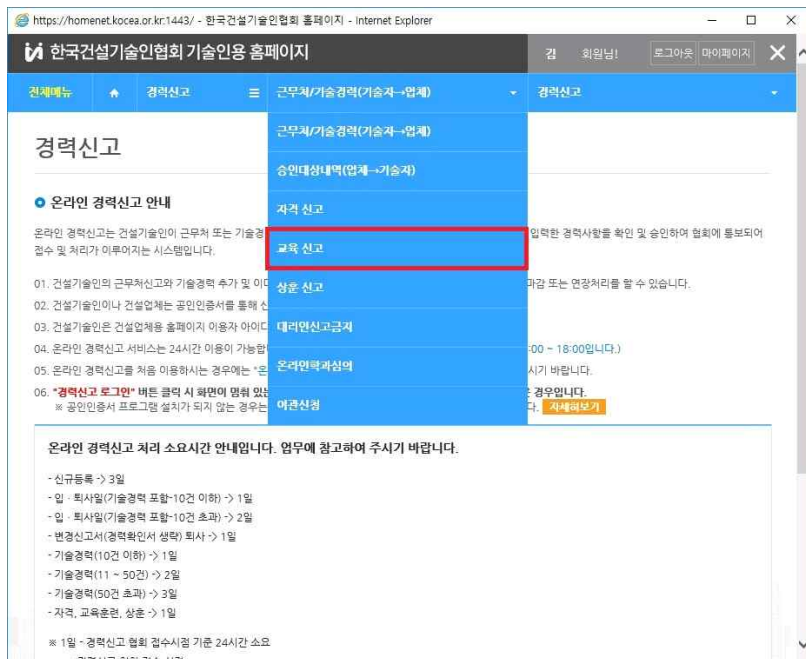 https://homenet.kocea.or.kr:1443/ - 한국건설기술인협회 홈페이지 - Internet Explorer
한국건설기술인협회 기술인용 홈페이지
김 회원님! 로그아웃 마이페이지
전체메뉴 경력신고 근무처/기술경력(기술자→업체) 경력신고
근무처/기술경력(기술자→업체)
승인대상내역(업체→기술자)
자격 신고
교육 신고
상훈 신고
대리인신고금지
온라인학과심의
이관신청
경력신고
온라인 경력신고 안내
온라인 경력신고는 건설기술인이 근무처 또는 기술경 입력한 경력사항을 확인 및 승인하여 협회에 통보되어
접수 및 처리가 이루어지는 시스템입니다.
01. 건설기술인의 근무처신고와 기술경력 추가 및 이 마감 또는 연장처리를 할 수 있습니다.
02. 건설기술인이나 건설업체는 공인인증서를 통해 신
03. 건설기술인은 건설업체용 홈페이지 이용자 아이디
04. 온라인 경력신고 서비스는 24시간 이용이 가능합 :00 ~ 18:00입니다.)
05. 온라인 경력신고를 처음 이용하시는 경우에는 "온 시기 바랍니다.
06. "경력신고 로그인" 버튼 클릭 시 화면이 멈춰 있는 경우입니다.
※ 공인인증서 프로그램 설치가 되지 않는 경우는 다. 자세히보기
온라인 경력신고 처리 소요시간 안내입니다. 업무에 참고하여 주시기 바랍니다.
- 신규등록 -> 3일
- 입ㆍ퇴사일(기술경력 포함-10건 이하) -> 1일
- 입ㆍ퇴사일(기술경력 포함-10건 초과) -> 2일
- 변경신고서(경력확인서 생략) 퇴사 -> 1일
- 기술경력(10건 이하) -> 1일
- 기술경력(11 ~ 50건) -> 2일
- 기술경력(50건 초과) -> 3일
- 자격, 교육훈련, 상훈 -> 1일
※ 1일 - 경력신고 협회 접수시점 기준 24시간 소요